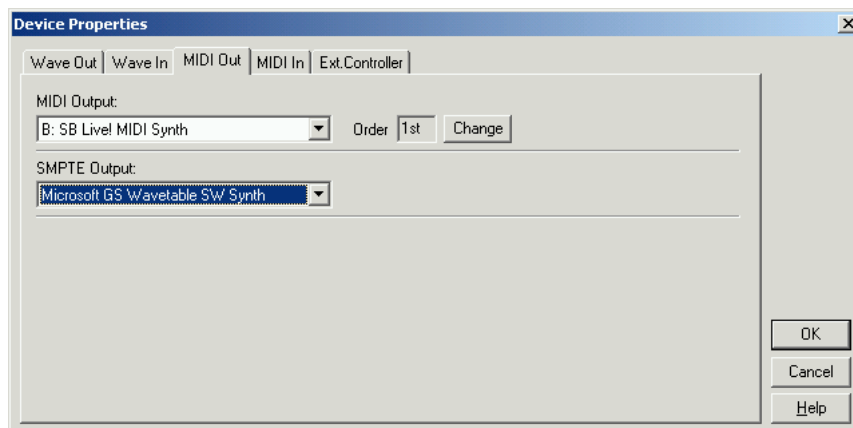 Device Properties
Wave Out Wave In MIDI Out MIDI In Ext.Controller
MIDI Output:
B: SB Live! MIDI Synth Order 1st Change
SMPTE Output:
Microsoft GS Wavetable SW Synth
OK
Cancel
Help